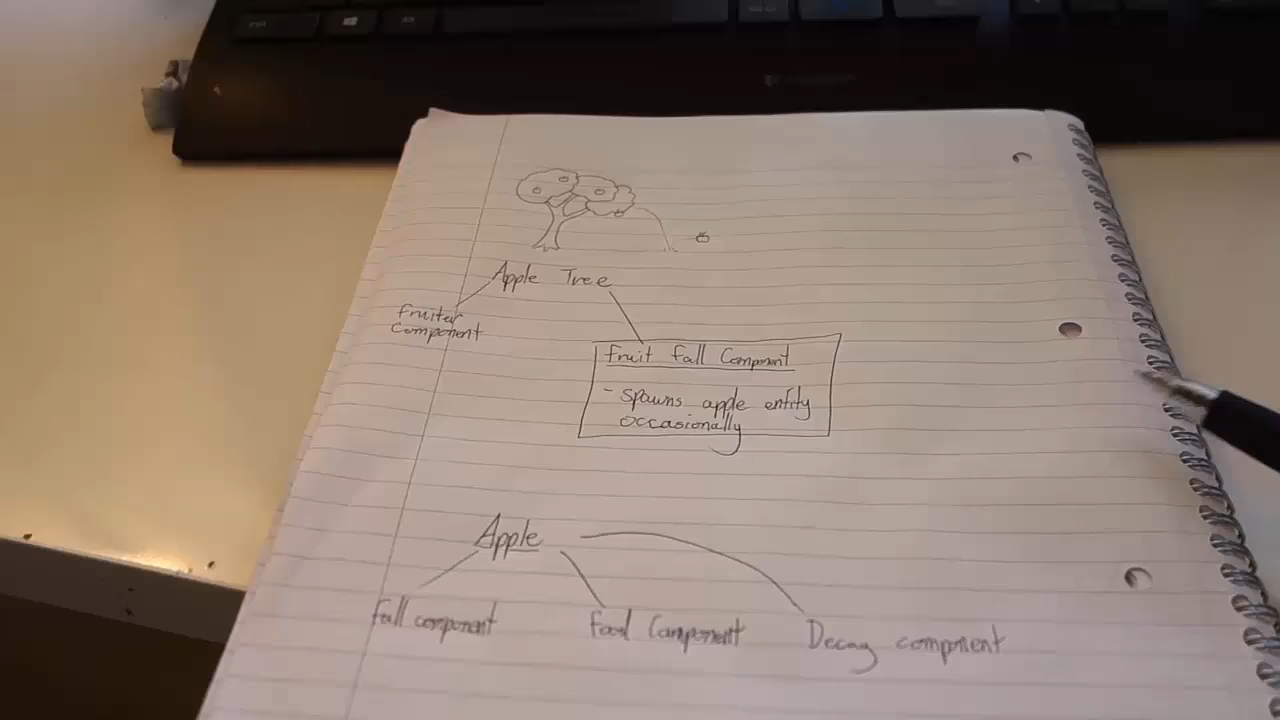 Apple Tree
Fruiter
Component
Fruit Fall Component
- spawns apple entity
occasionally
Apple
Fall component
Food Component
Decay component